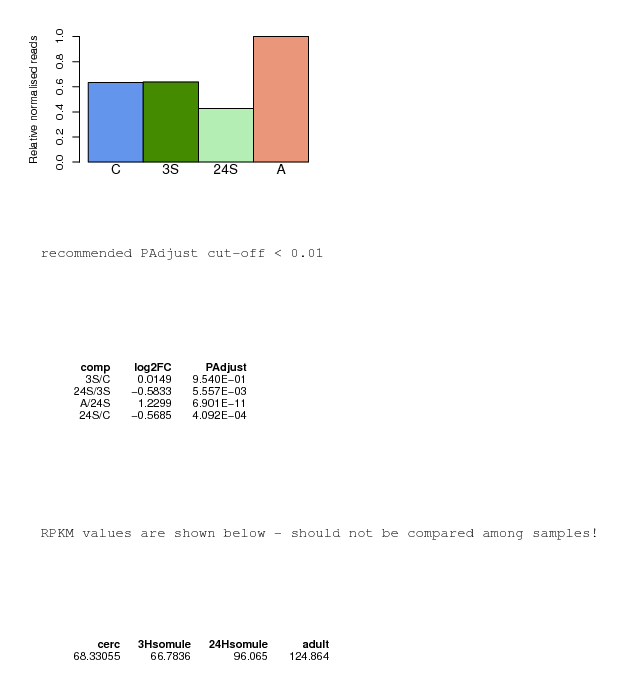 Relative normalised reads
1.0
0.8
0.6
0.4
0.2
0.0
C 3S 24S A
recommended PAdjust cut-off < 0.01
comp log2FC PAdjust
3S/C 0.0149 9.540E−01
24S/3S −0.5833 5.557E−03
A/24S 1.2299 6.901E−11
24S/C −0.5685 4.092E−04
RPKM values are shown below - should not be compared among samples!
cerc 3Hsomule 24Hsomule adult
68.33055 66.7836 96.065 124.864